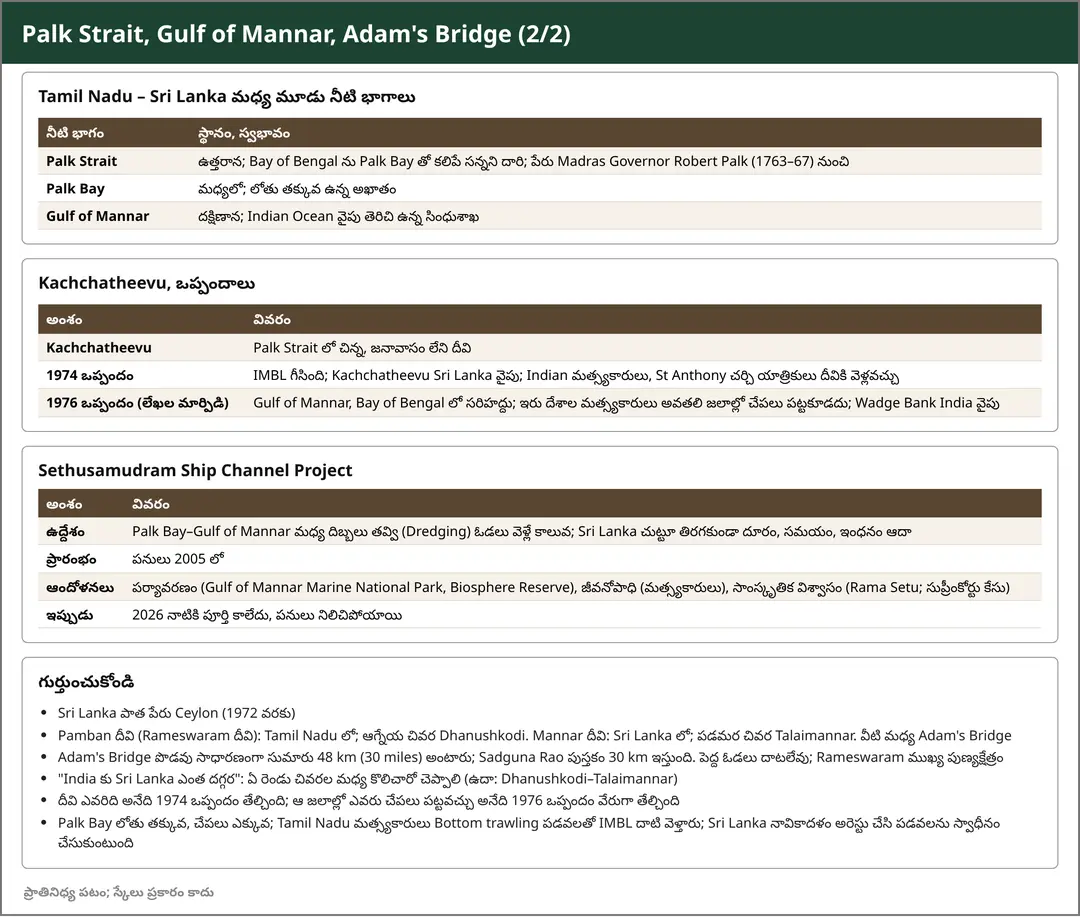 Palk Strait, Gulf of Mannar, Adam's Bridge (2/2)
Tamil Nadu – Sri Lanka మధ్య మూడు నీటి భాగాలు
నీటి భాగం స్థానం, స్వభావం
Palk Strait ఉత్తరాన; Bay of Bengal ను Palk Bay తో కలిపే సన్నని దారి; పేరు Madras Governor Robert Palk (1763–67) నుంచి
Palk Bay మధ్యలో; లోతు తక్కువ ఉన్న అఖాతం
Gulf of Mannar దక్షిణాన; Indian Ocean వైపు తెరిచి ఉన్న సింధుశాఖ
Kachchatheevu, ఒప్పందాలు
అంశం వివరం
Kachchatheevu Palk Strait లో చిన్న, జనావాసం లేని దీవి
1974 ఒప్పందం IMBL గీసింది; Kachchatheevu Sri Lanka వైపు; Indian మత్స్యకారులు, St Anthony చర్చి యాత్రికులు దీవికి వెళ్లవచ్చు
1976 ఒప్పందం (లేఖల మార్పిడి) Gulf of Mannar, Bay of Bengal లో సరిహద్దు; ఇరు దేశాల మత్స్యకారులు అవతలి జలాల్లో చేపలు పట్టకూడదు; Wadge Bank India వైపు
Sethusamudram Ship Channel Project
అంశం వివరం
ఉద్దేశం Palk Bay–Gulf of Mannar మధ్య దిబ్బలు తవ్వి (Dredging) ఓడలు వెళ్లే కాలువ; Sri Lanka చుట్టూ తిరగకుండా దూరం, సమయం, ఇంధనం ఆదా
ప్రారంభం పనులు 2005 లో
ఆందోళనలు పర్యావరణం (Gulf of Mannar Marine National Park, Biosphere Reserve), జీవనోపాధి (మత్స్యకారులు), సాంస్కృతిక విశ్వాసం (Rama Setu; సుప్రీంకోర్టు కేసు)
ఇప్పుడు 2026 నాటికి పూర్తి కాలేదు, పనులు నిలిచిపోయాయి
గుర్తుంచుకోండి
• Sri Lanka పాత పేరు Ceylon (1972 వరకు)
• Pamban దీవి (Rameswaram దీవి): Tamil Nadu లో; ఆగ్నేయ చివర Dhanushkodi. Mannar దీవి: Sri Lanka లో; పడమర చివర Talaimannar. వీటి మధ్య Adam's Bridge
• Adam's Bridge పొడవు సాధారణంగా సుమారు 48 km (30 miles) అంటారు; Sadguna Rao పుస్తకం 30 km ఇస్తుంది. పెద్ద ఓడలు దాటలేవు; Rameswaram ముఖ్య పుణ్యక్షేత్రం
• "India కు Sri Lanka ఎంత దగ్గర": ఏ రెండు చివరల మధ్య కొలిచారో చెప్పాలి (ఉదా: Dhanushkodi–Talaimannar)
• దీవి ఎవరిది అనేది 1974 ఒప్పందం తేల్చింది; ఆ జలాల్లో ఎవరు చేపలు పట్టవచ్చు అనేది 1976 ఒప్పందం వేరుగా తేల్చింది
• Palk Bay లోతు తక్కువ, చేపలు ఎక్కువ; Tamil Nadu మత్స్యకారులు Bottom trawling పడవలతో IMBL దాటి వెళ్తారు; Sri Lanka నావికాదళం అరెస్టు చేసి పడవలను స్వాధీనం
చేసుకుంటుంది
ప్రాతినిధ్య పటం; స్కేలు ప్రకారం కాదు